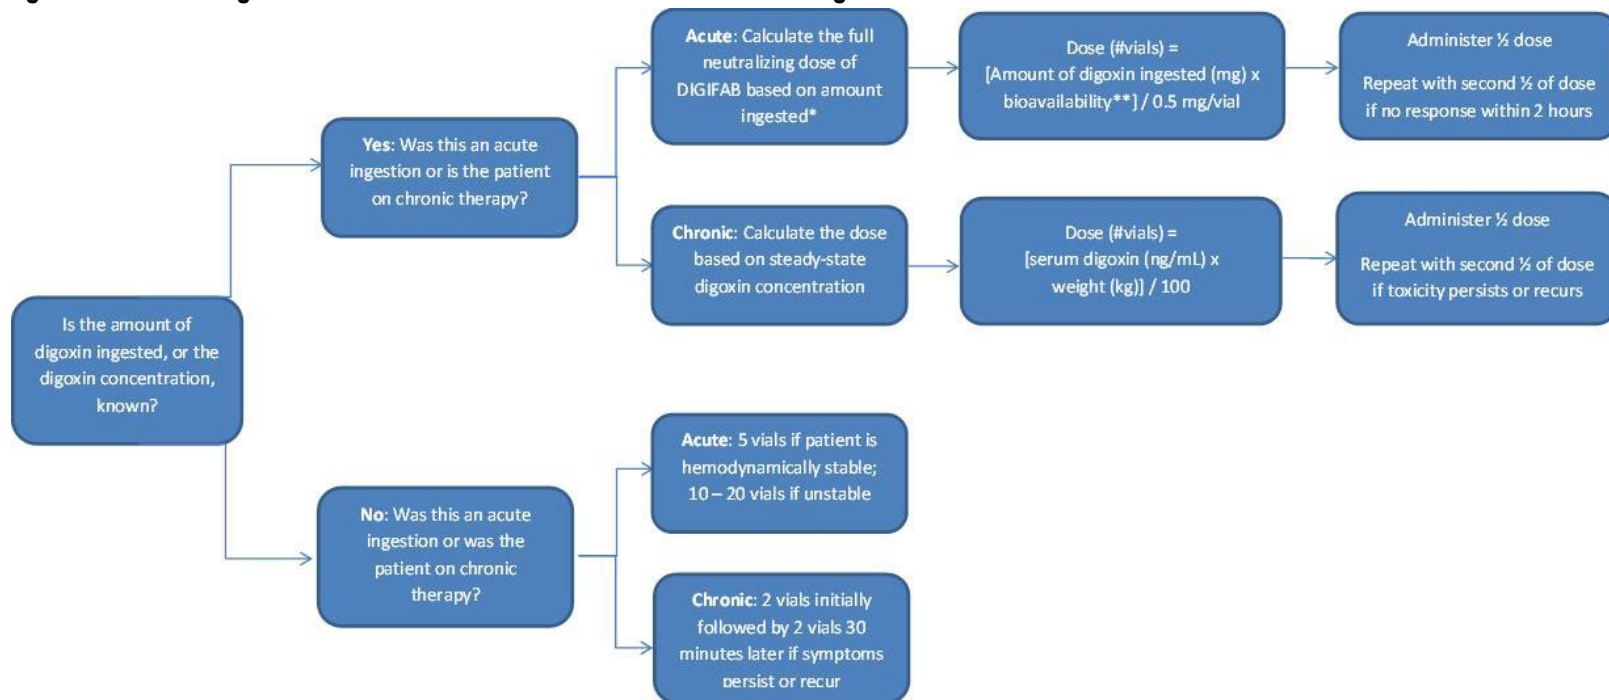 Acute: Calculate the full
neutralizing dose of
DIGIFAB based on amount
ingested*
Dose (#vials) =
[Amount of digoxin ingested (mg) x
bioavailability**] / 0.5 mg/vial
Administer ½ dose
Repeat with second ½ of dose
if no response within 2 hours
Yes: Was this an acute
ingestion or is the patient
on chronic therapy?
Chronic: Calculate the dose
based on steady-state
digoxin concentration
Dose (#vials) =
[serum digoxin (ng/mL) x
weight (kg)] / 100
Administer ½ dose
Repeat with second ½ of dose
if toxicity persists or recurs
Is the amount of
digoxin ingested, or the
digoxin concentration,
known?
No: Was this an acute
ingestion or was the
patient on chronic
therapy?
Acute: 5 vials if patient is
hemodynamically stable;
10 – 20 vials if unstable
Chronic: 2 vials initially
followed by 2 vials 30
minutes later if symptoms
persist or recur